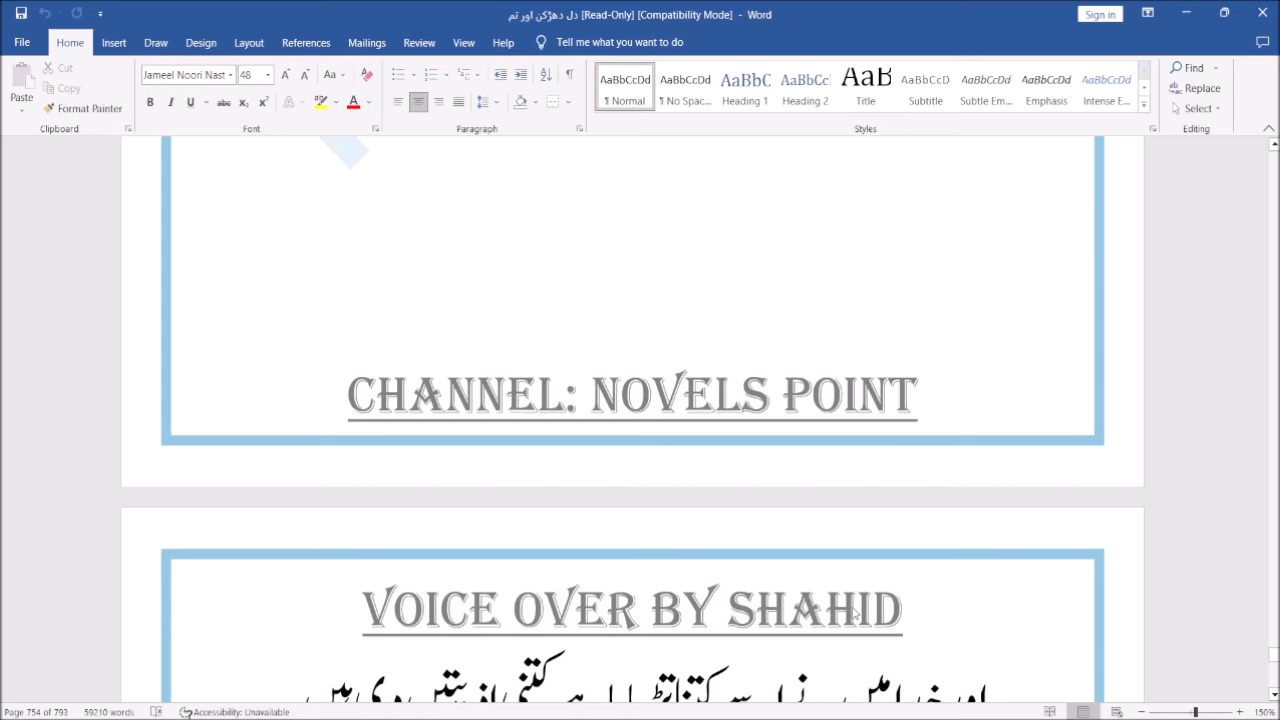 دل دھڑکن اور تم [Read-Only] [Compatibility Mode] - Word
Sign in
File Home Insert Draw Design Layout References Mailings Review View Help Tell me what you want to do
Paste
Cut
Copy
Format Painter
Clipboard
Jameel Noori Nast 48
Font
Paragraph
AaBbCcDd AaBbCcDd AaBbC AaBbCc AaB AaBbCcD AaBbCcDd AaBbCcDd AaBbCcDd
¶ Normal ¶ No Spac... Heading 1 Heading 2 Title Subtitle Subtle Em... Emphasis Intense E...
Styles
Find
Replace
Select
Editing
CHANNEL: NOVELS POINT
VOICE OVER BY SHAHID
Page 754 of 793 59210 words Accessibility: Unavailable 150%